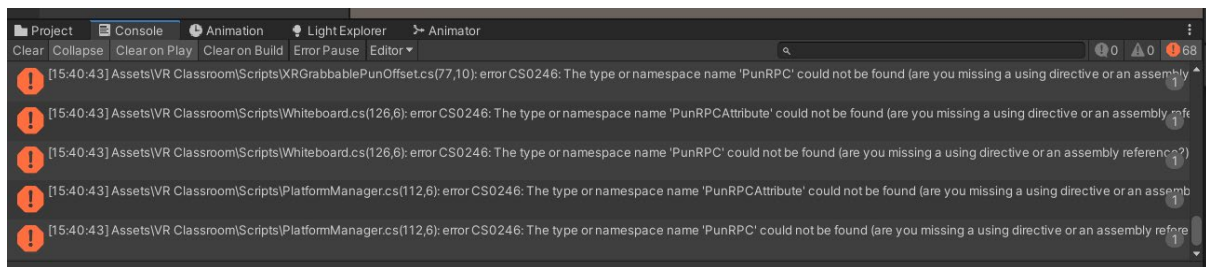 Project Console Animation Light Explorer Animator
Clear Collapse Clear on Play Clear on Build Error Pause Editor 0 0 68
[15:40:43] Assets\VR Classroom\Scripts\XRGrabbablePunOffset.cs(77,10): error CS0246: The type or namespace name 'PunRPC' could not be found (are you missing a using directive or an assembly
1
[15:40:43] Assets\VR Classroom\Scripts\Whiteboard.cs(126,6): error CS0246: The type or namespace name 'PunRPCAttribute' could not be found (are you missing a using directive or an assembly refe
1
[15:40:43] Assets\VR Classroom\Scripts\Whiteboard.cs(126,6): error CS0246: The type or namespace name 'PunRPC' could not be found (are you missing a using directive or an assembly reference?)
1
[15:40:43] Assets\VR Classroom\Scripts\PlatformManager.cs(112,6): error CS0246: The type or namespace name 'PunRPCAttribute' could not be found (are you missing a using directive or an assemb
1
[15:40:43] Assets\VR Classroom\Scripts\PlatformManager.cs(112,6): error CS0246: The type or namespace name 'PunRPC' could not be found (are you missing a using directive or an assembly refere
1